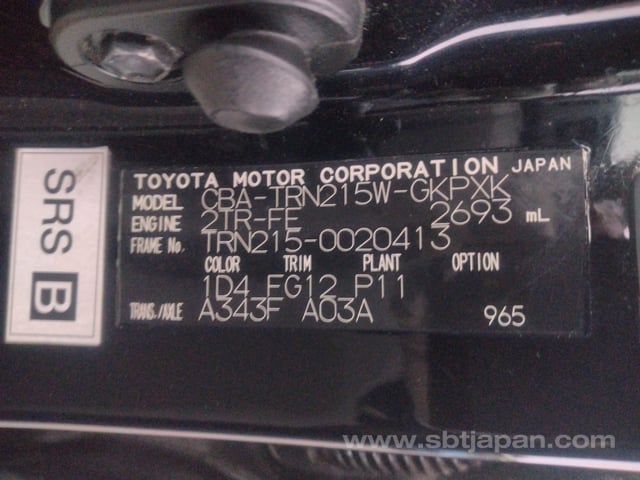 SRS B
TOYOTA MOTOR CORPORATION JAPAN
MODEL CBA-TRN215W-GKPXK
ENGINE 2TR-FE 2693 mL
FRAME No. TRN215-0020413
COLOR TRIM PLANT OPTION
1D4 FG12 P11
TRANS./AXLE A343F A03A 965
www.sbtjapan.com